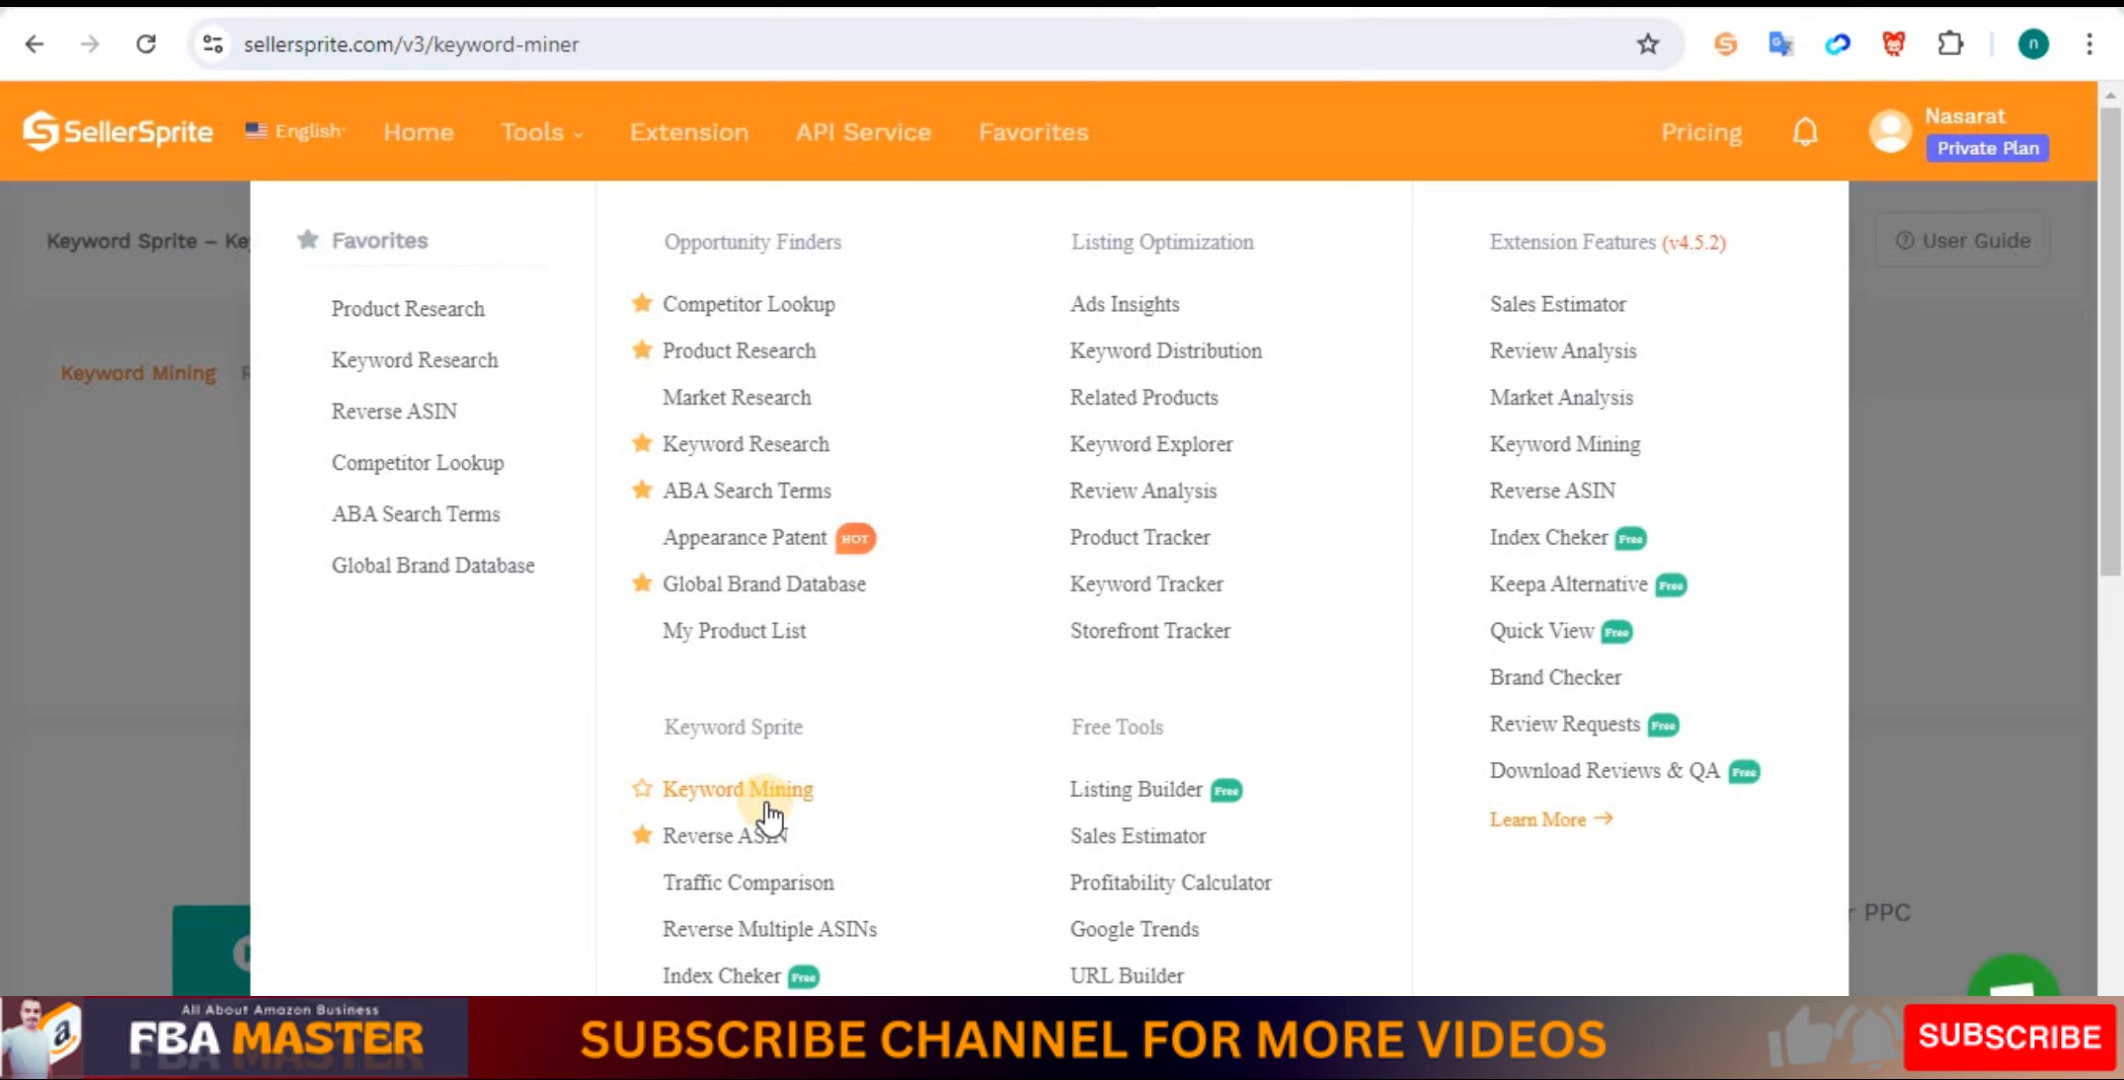 sellersprite.com/v3/keyword-miner
n
SellerSprite
English
Home
Tools
Extension
API Service
Favorites
Pricing
Nasarat
Private Plan
Keyword Sprite – Ke
User Guide
Keyword Mining
Favorites
Product Research
Keyword Research
Reverse ASIN
Competitor Lookup
ABA Search Terms
Global Brand Database
Opportunity Finders
Competitor Lookup
Product Research
Market Research
Keyword Research
ABA Search Terms
Appearance Patent HOT
Global Brand Database
My Product List
Keyword Sprite
Keyword Mining
Reverse ASIN
Traffic Comparison
Reverse Multiple ASINs
Index Cheker Free
Listing Optimization
Ads Insights
Keyword Distribution
Related Products
Keyword Explorer
Review Analysis
Product Tracker
Keyword Tracker
Storefront Tracker
Free Tools
Listing Builder Free
Sales Estimator
Profitability Calculator
Google Trends
URL Builder
Extension Features (v4.5.2)
Sales Estimator
Review Analysis
Market Analysis
Keyword Mining
Reverse ASIN
Index Cheker Free
Keepa Alternative Free
Quick View Free
Brand Checker
Review Requests Free
Download Reviews & QA Free
Learn More →
PPC
All About Amazon Business
FBA MASTER
SUBSCRIBE CHANNEL FOR MORE VIDEOS
SUBSCRIBE